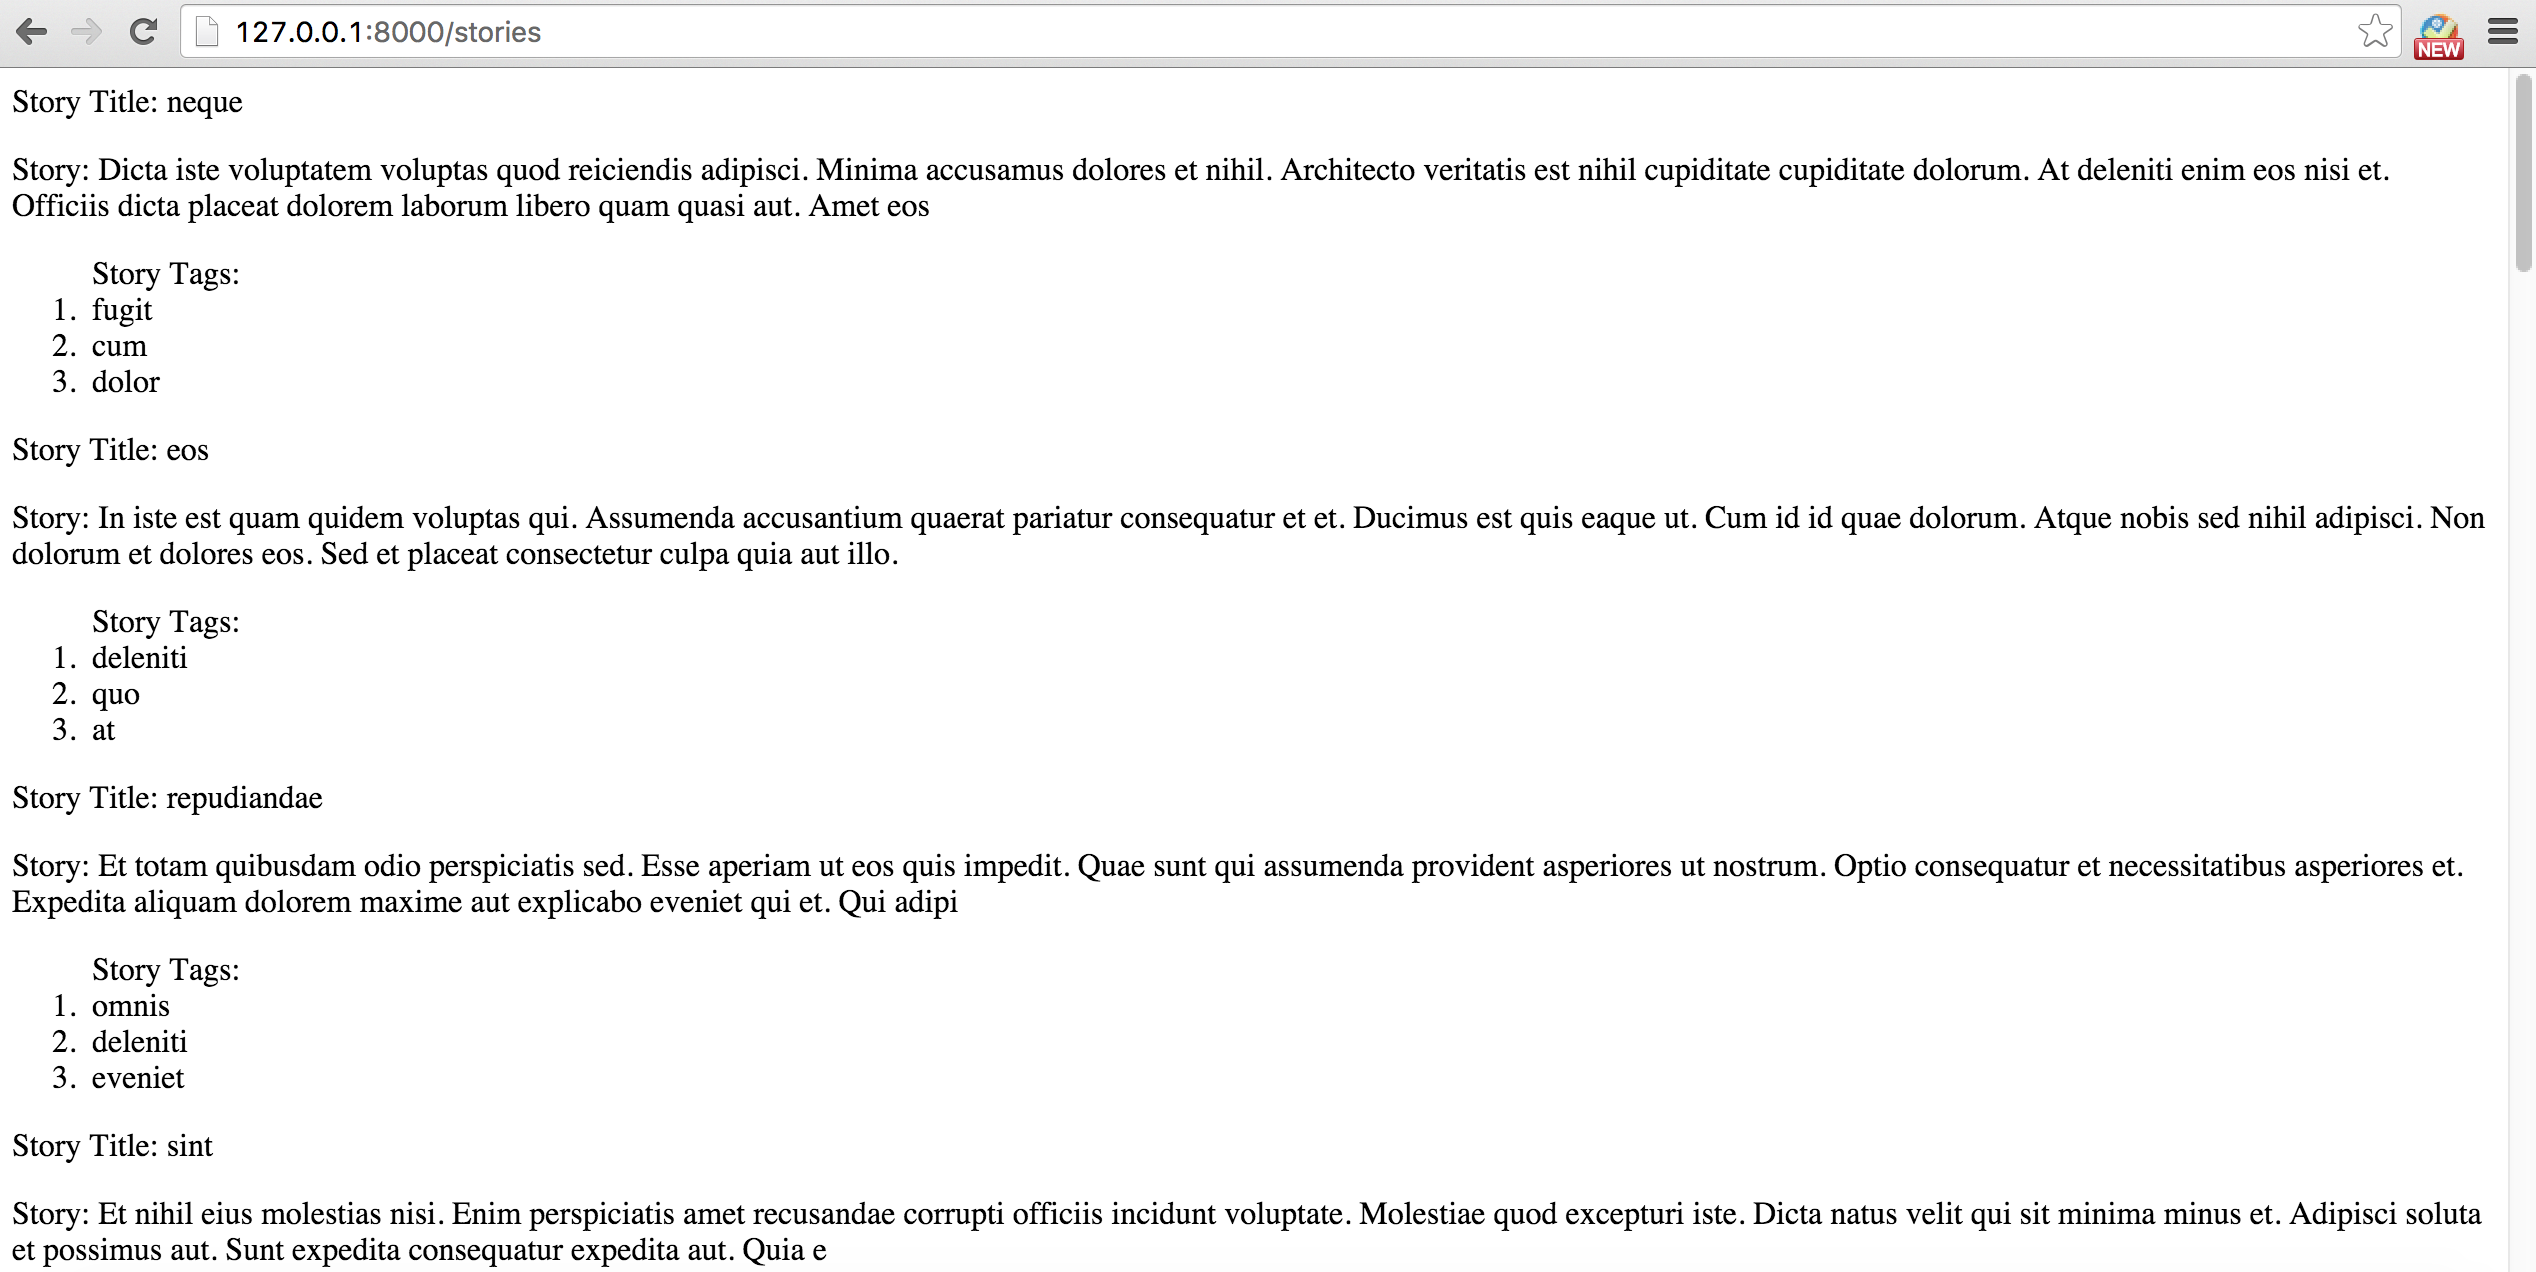 127.0.0.1:8000/stories
NEW
Story Title: neque
Story: Dicta iste voluptatem voluptas quod reiciendis adipisci. Minima accusamus dolores et nihil. Architecto veritatis est nihil cupiditate cupiditate dolorum. At deleniti enim eos nisi et.
Officiis dicta placeat dolorem laborum libero quam quasi aut. Amet eos
Story Tags:
1. fugit
2. cum
3. dolor
Story Title: eos
Story: In iste est quam quidem voluptas qui. Assumenda accusantium quaerat pariatur consequatur et et. Ducimus est quis eaque ut. Cum id id quae dolorum. Atque nobis sed nihil adipisci. Non
dolorum et dolores eos. Sed et placeat consectetur culpa quia aut illo.
Story Tags:
1. deleniti
2. quo
3. at
Story Title: repudiandae
Story: Et totam quibusdam odio perspiciatis sed. Esse aperiam ut eos quis impedit. Quae sunt qui assumenda provident asperiores ut nostrum. Optio consequatur et necessitatibus asperiores et.
Expedita aliquam dolorem maxime aut explicabo eveniet qui et. Qui adipi
Story Tags:
1. omnis
2. deleniti
3. eveniet
Story Title: sint
Story: Et nihil eius molestias nisi. Enim perspiciatis amet recusandae corrupti officiis incidunt voluptate. Molestiae quod excepturi iste. Dicta natus velit qui sit minima minus et. Adipisci soluta
et possimus aut. Sunt expedita consequatur expedita aut. Quia e